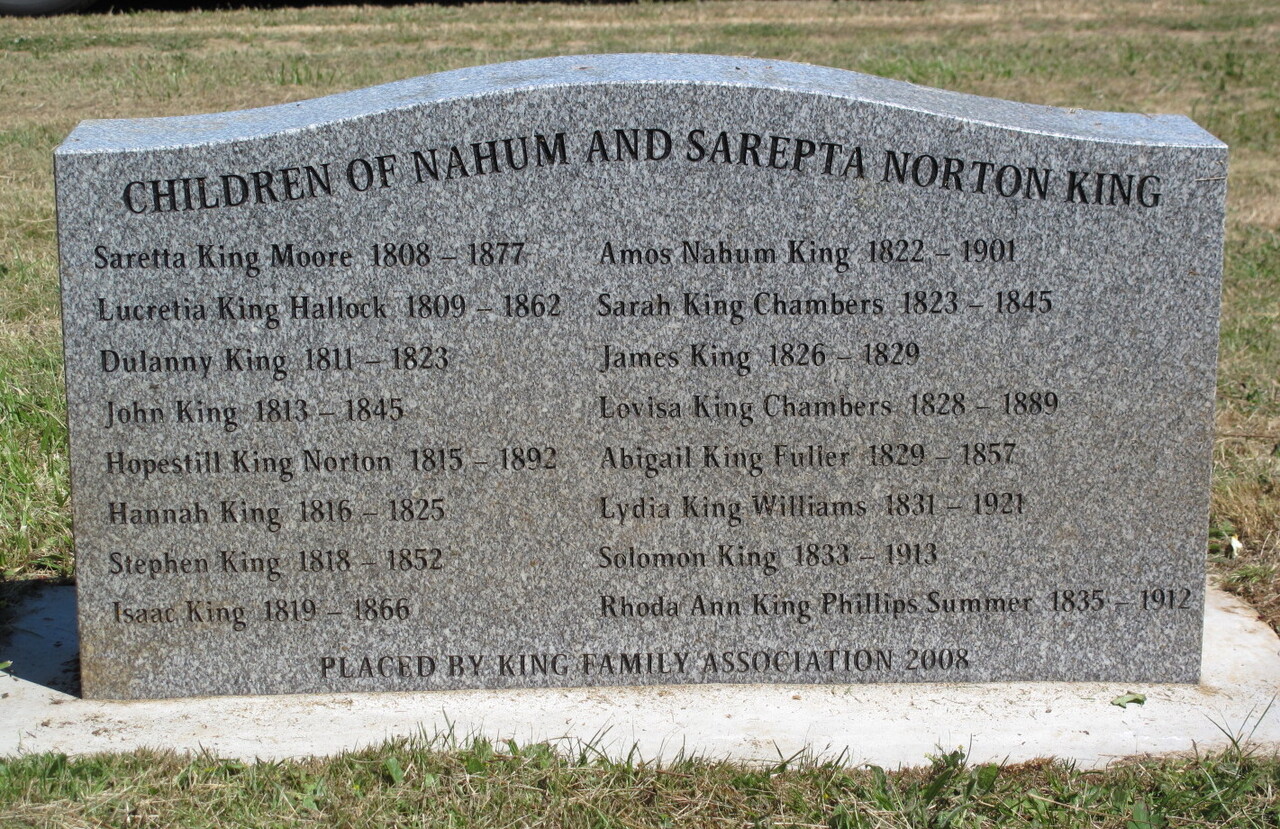 CHILDREN OF NAHUM AND SAREPTA NORTON KING
Saretta King Moore 1808 – 1877
Lucretia King Hallock 1809 – 1862
Dulanny King 1811 – 1823
John King 1813 – 1845
Hopestill King Norton 1815 – 1892
Hannah King 1816 – 1825
Stephen King 1818 – 1852
Isaac King 1819 – 1866
Amos Nahum King 1822 – 1901
Sarah King Chambers 1823 – 1845
James King 1826 – 1829
Lovisa King Chambers 1828 – 1889
Abigail King Fuller 1829 – 1857
Lydia King Williams 1831 – 1921
Solomon King 1833 – 1913
Rhoda Ann King Phillips Summer 1835 – 1912
PLACED BY KING FAMILY ASSOCIATION 2008